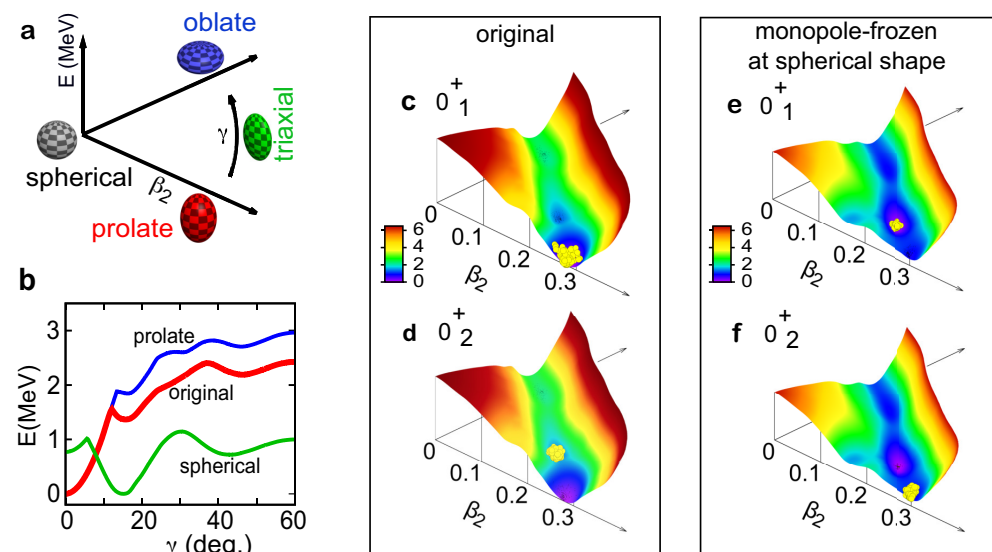 a
E (MeV)
oblate
γ
triaxial
spherical
β2
prolate
b
E(MeV)
3
2
1
0
prolate
original
spherical
0 20 40 60
γ (deg.)
original
c 0+1
6
4
2
0
0
0.1
0.2
0.3
β2
d 0+2
0
0.1
0.2
0.3
β2
monopole-frozen
at spherical shape
e 0+1
6
4
2
0
0
0.1
0.2
0.3
β2
f 0+2
0
0.1
0.2
0.3
β2